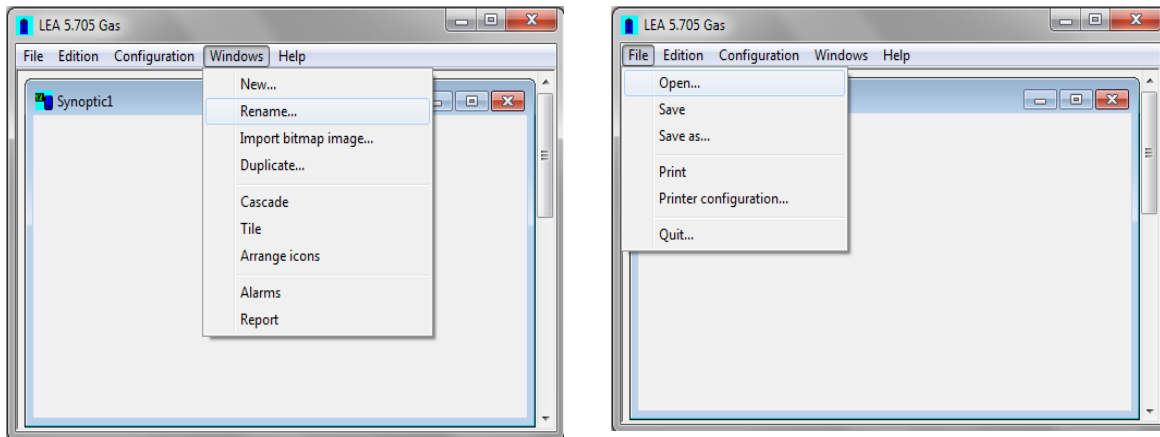 LEA 5.705 Gas
File Edition Configuration Windows Help
Synoptic1
New...
Rename...
Import bitmap image...
Duplicate...
Cascade
Tile
Arrange icons
Alarms
Report
LEA 5.705 Gas
File Edition Configuration Windows Help
Open...
Save
Save as...
Print
Printer configuration...
Quit...